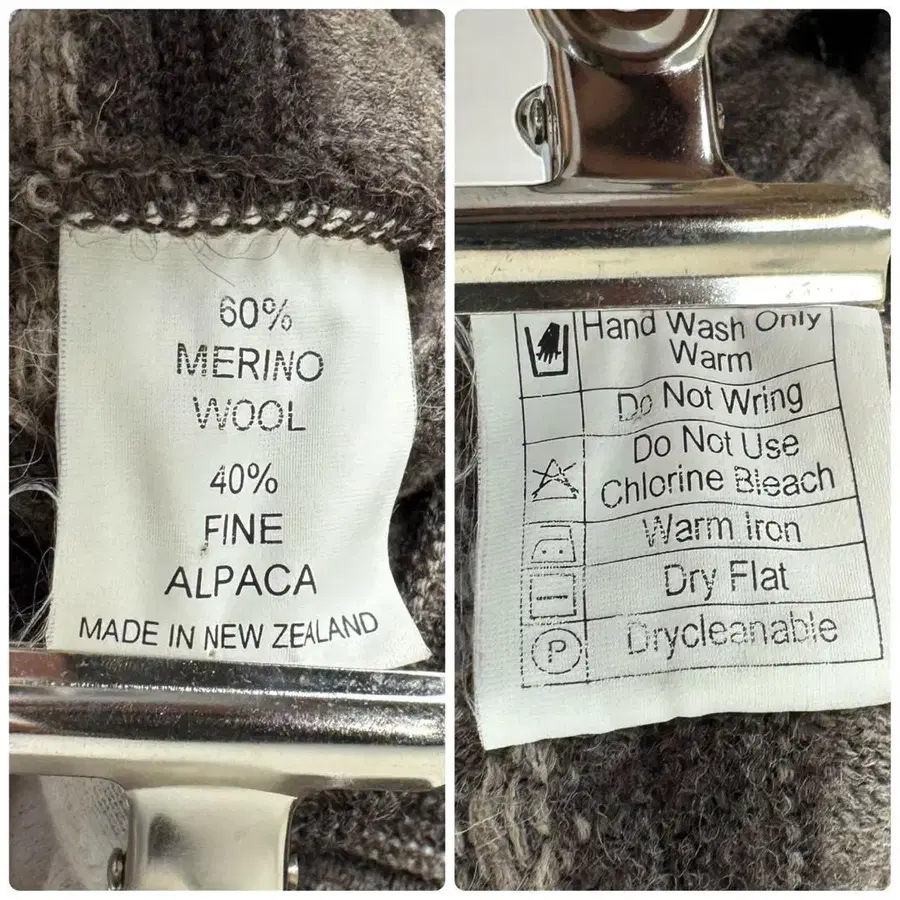 60%
MERINO
WOOL
40%
FINE
ALPACA
MADE IN NEW ZEALAND
Hand Wash Only
Warm
Do Not Wring
Do Not Use
Chlorine Bleach
Warm Iron
Dry Flat
P Drycleanable